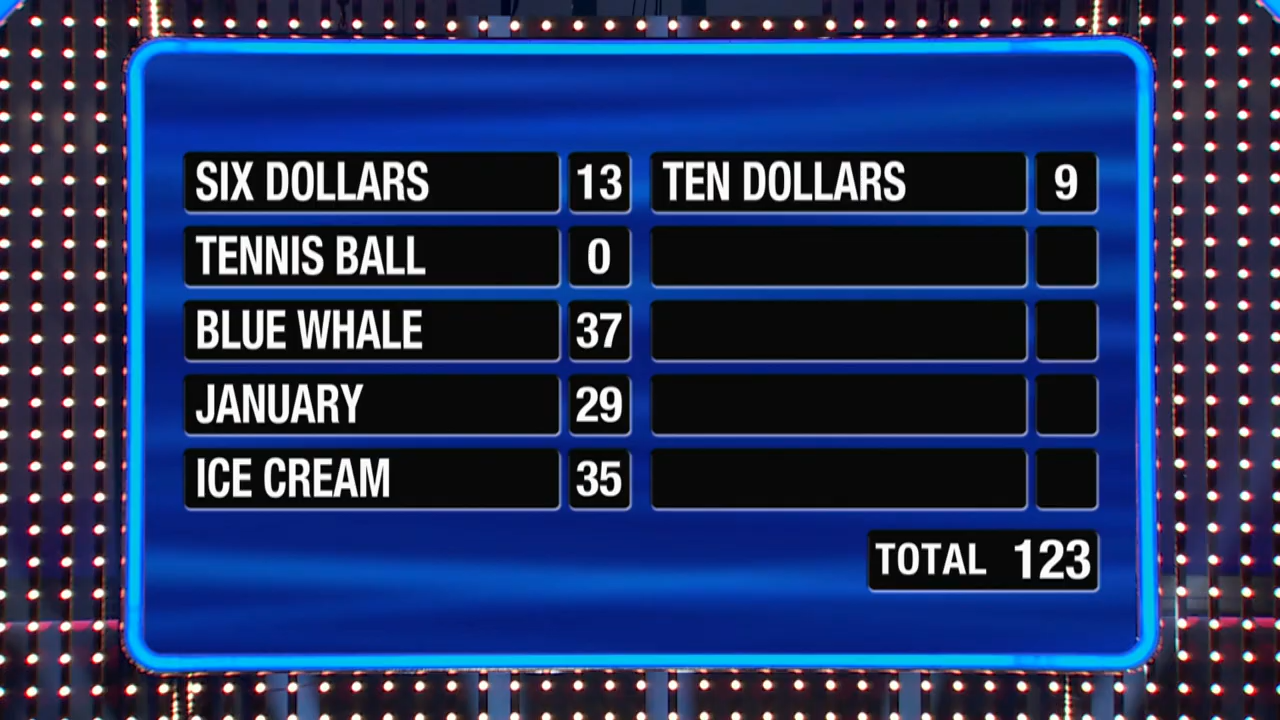 SIX DOLLARS 13 TEN DOLLARS 9
TENNIS BALL 0
BLUE WHALE 37
JANUARY 29
ICE CREAM 35
TOTAL 123